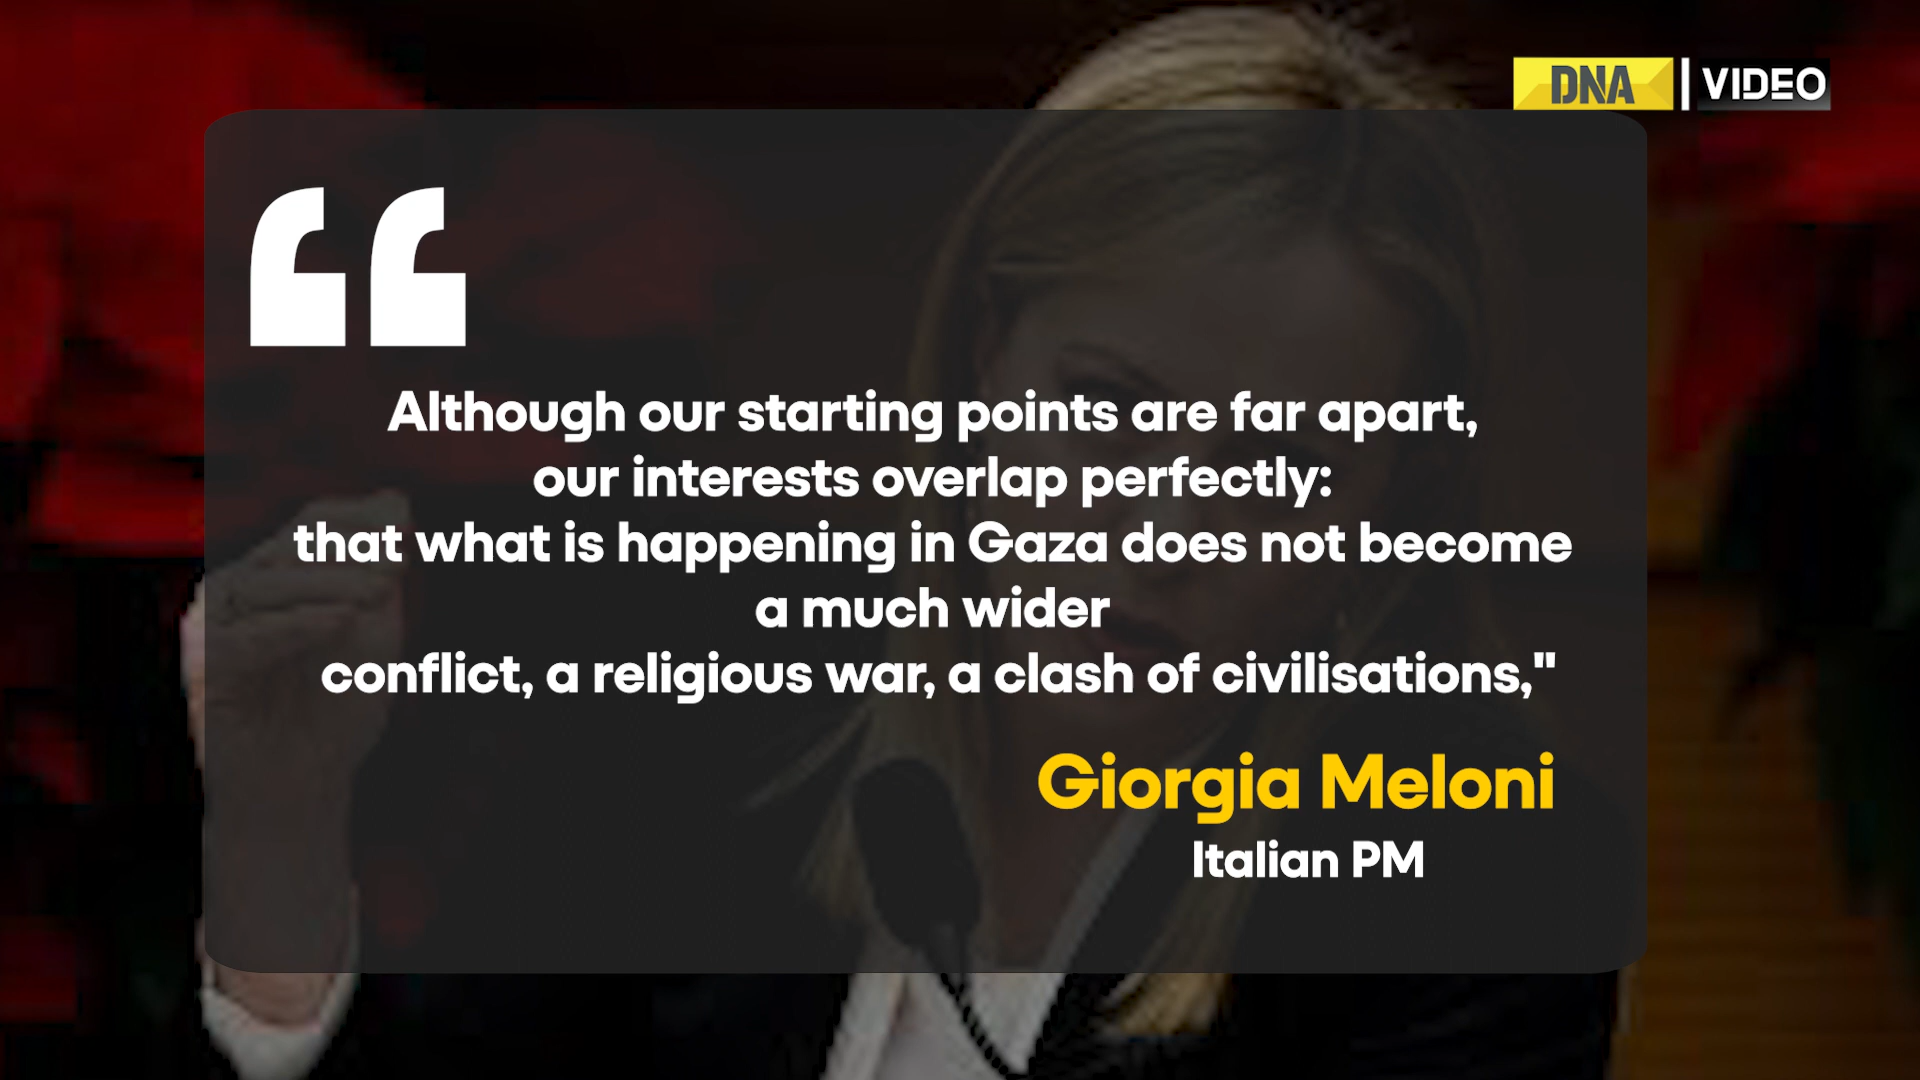 DNA | VIDEO
“
Although our starting points are far apart,
our interests overlap perfectly:
that what is happening in Gaza does not become
a much wider
conflict, a religious war, a clash of civilisations,"
Giorgia Meloni
Italian PM